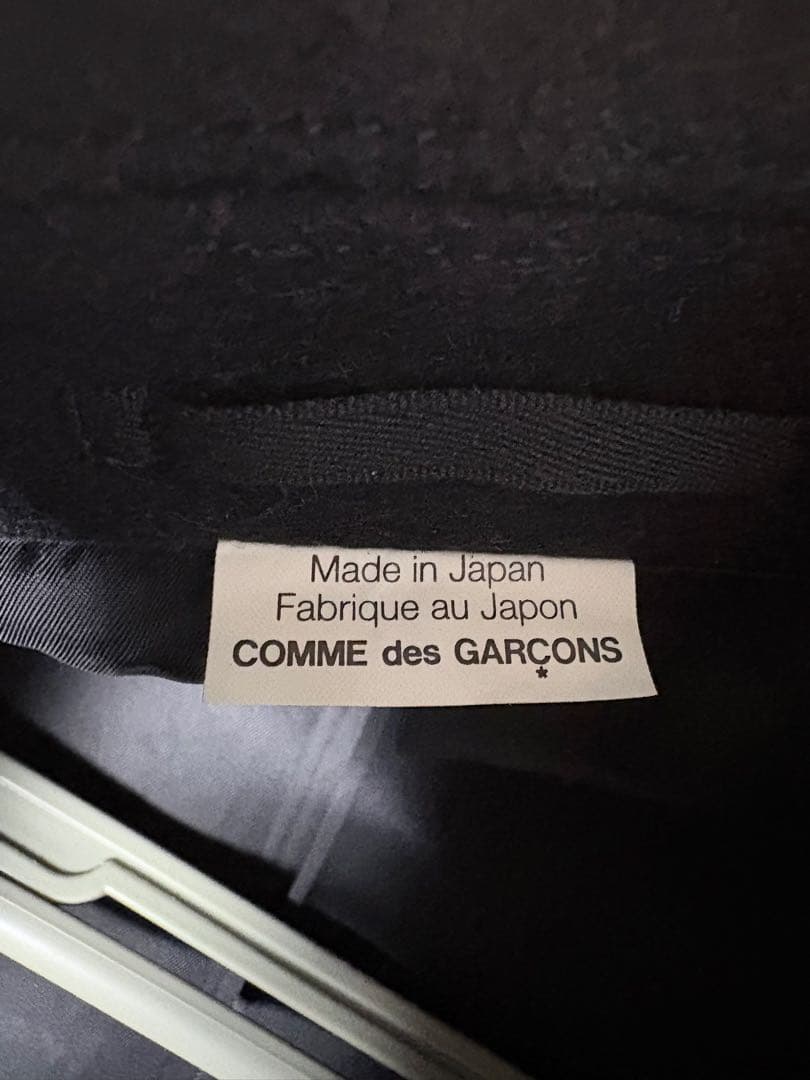 Made in Japan
Fabrique au Japon
COMME des GARÇONS
*